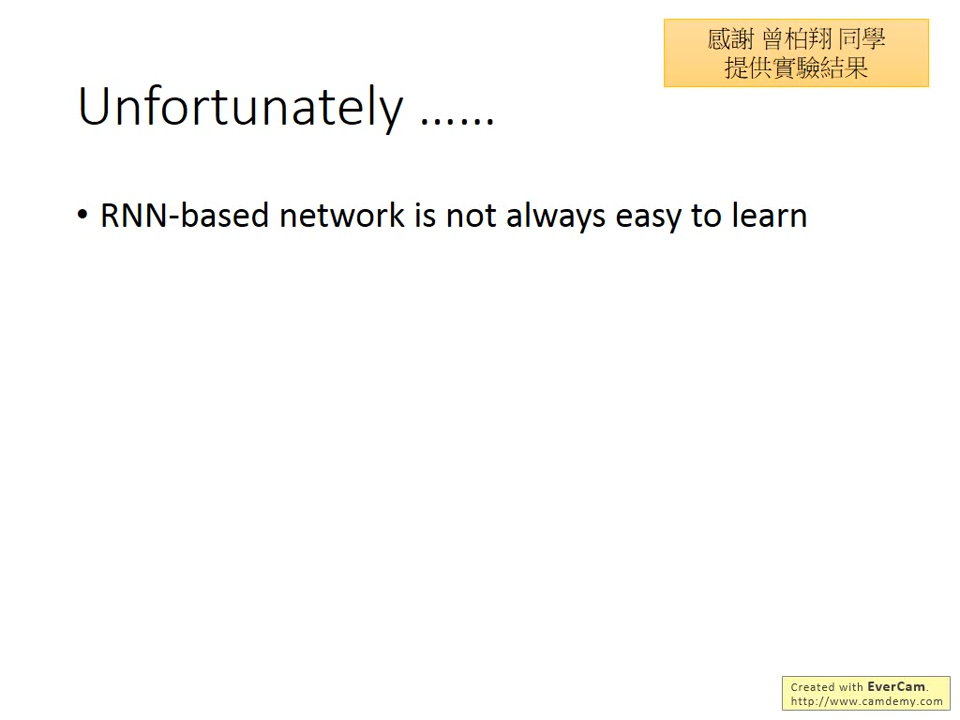 感謝 曾柏翔 同學
提供實驗結果
Unfortunately ……
• RNN-based network is not always easy to learn
Created with EverCam.
http://www.camdemy.com